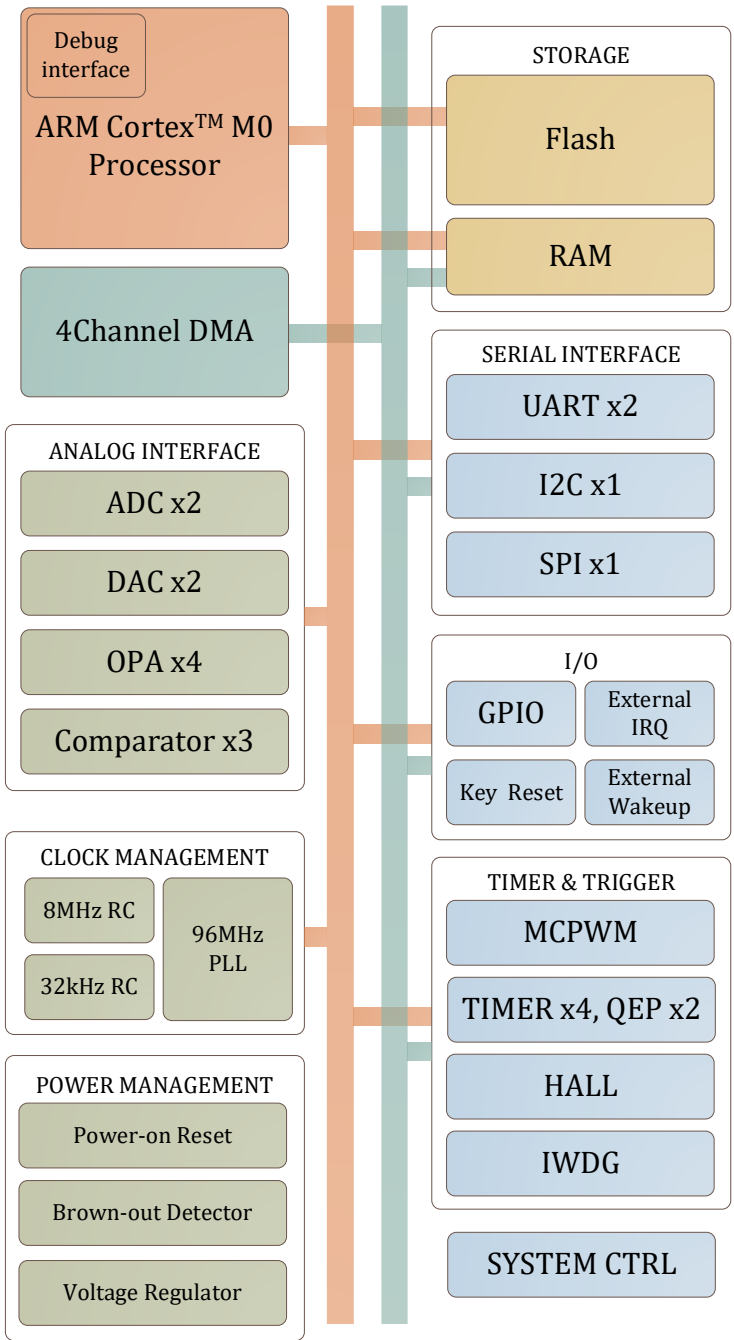 Debug
interface
ARM Cortex™ M0
Processor
4Channel DMA
ANALOG INTERFACE
ADC x2
DAC x2
OPA x4
Comparator x3
CLOCK MANAGEMENT
8MHz RC
32kHz RC
96MHz
PLL
POWER MANAGEMENT
Power-on Reset
Brown-out Detector
Voltage Regulator
STORAGE
Flash
RAM
SERIAL INTERFACE
UART x2
I2C x1
SPI x1
I/O
GPIO
External
IRQ
Key Reset
External
Wakeup
TIMER & TRIGGER
MCPWM
TIMER x4, QEP x2
HALL
IWDG
SYSTEM CTRL